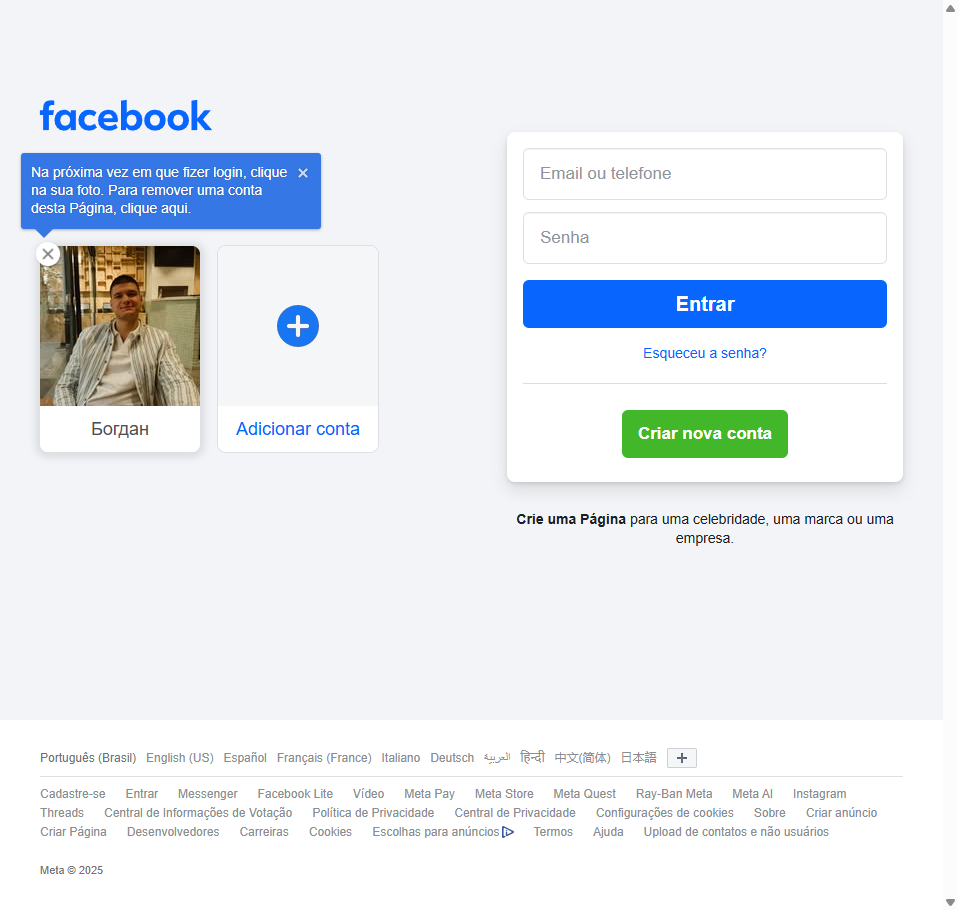 facebook
Na próxima vez em que fizer login, clique
na sua foto. Para remover uma conta
desta Página, clique aqui.
Богдан
Adicionar conta
Email ou telefone
Senha
Entrar
Esqueceu a senha?
Criar nova conta
Crie uma Página para uma celebridade, uma marca ou uma
empresa.
Português (Brasil) English (US) Español Français (France) Italiano Deutsch العربية हिन्दी 中文(简体) 日本語
Cadastre-se Entrar Messenger Facebook Lite Vídeo Meta Pay Meta Store Meta Quest Ray-Ban Meta Meta AI Instagram
Threads Central de Informações de Votação Política de Privacidade Central de Privacidade Configurações de cookies Sobre Criar anúncio
Criar Página Desenvolvedores Carreiras Cookies Escolhas para anúncios Termos Ajuda Upload de contatos e não usuários
Meta © 2025